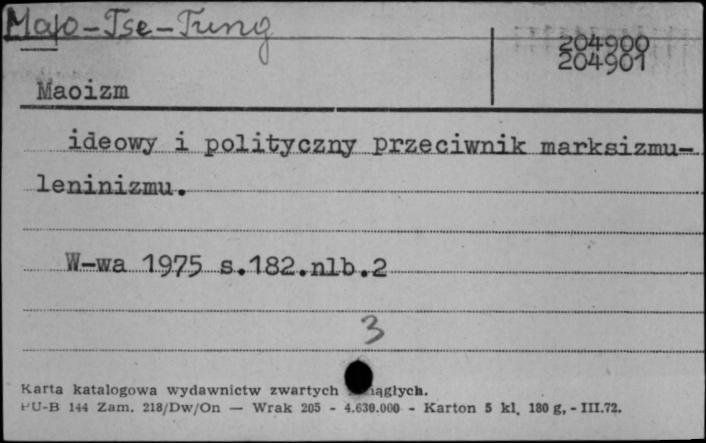 Mao-Tse-Tung
204900
204901
Maoizm
ideowy i polityczny przeciwnik marksizmu-
leninizmu.
W-wa 1975 s.182.nlb.2
3
Karta katalogowa wydawnictw zwartych
PU-B 144 Zam. 218/Dw/On — Wrak 205 - 4.630.000 - Karton 5 kl. 180 g, - III.72.